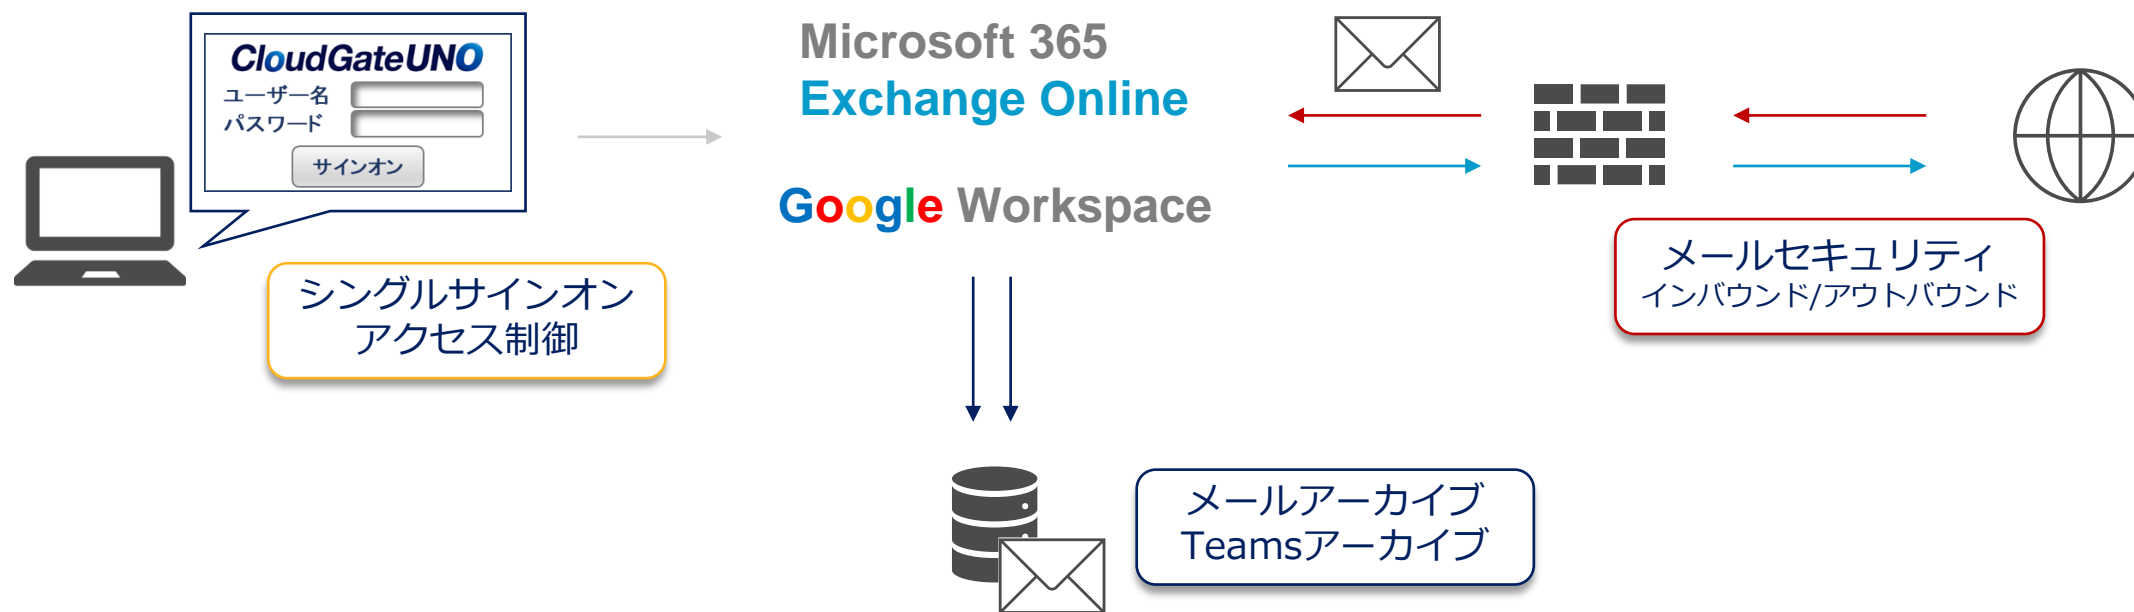 CloudGate UNO
ユーザー名
パスワード
サインオン
シングルサインオン
アクセス制御
Microsoft 365
Exchange Online
Google Workspace
メールセキュリティ
インバウンド/アウトバウンド
メールアーカイブ
Teamsアーカイブ